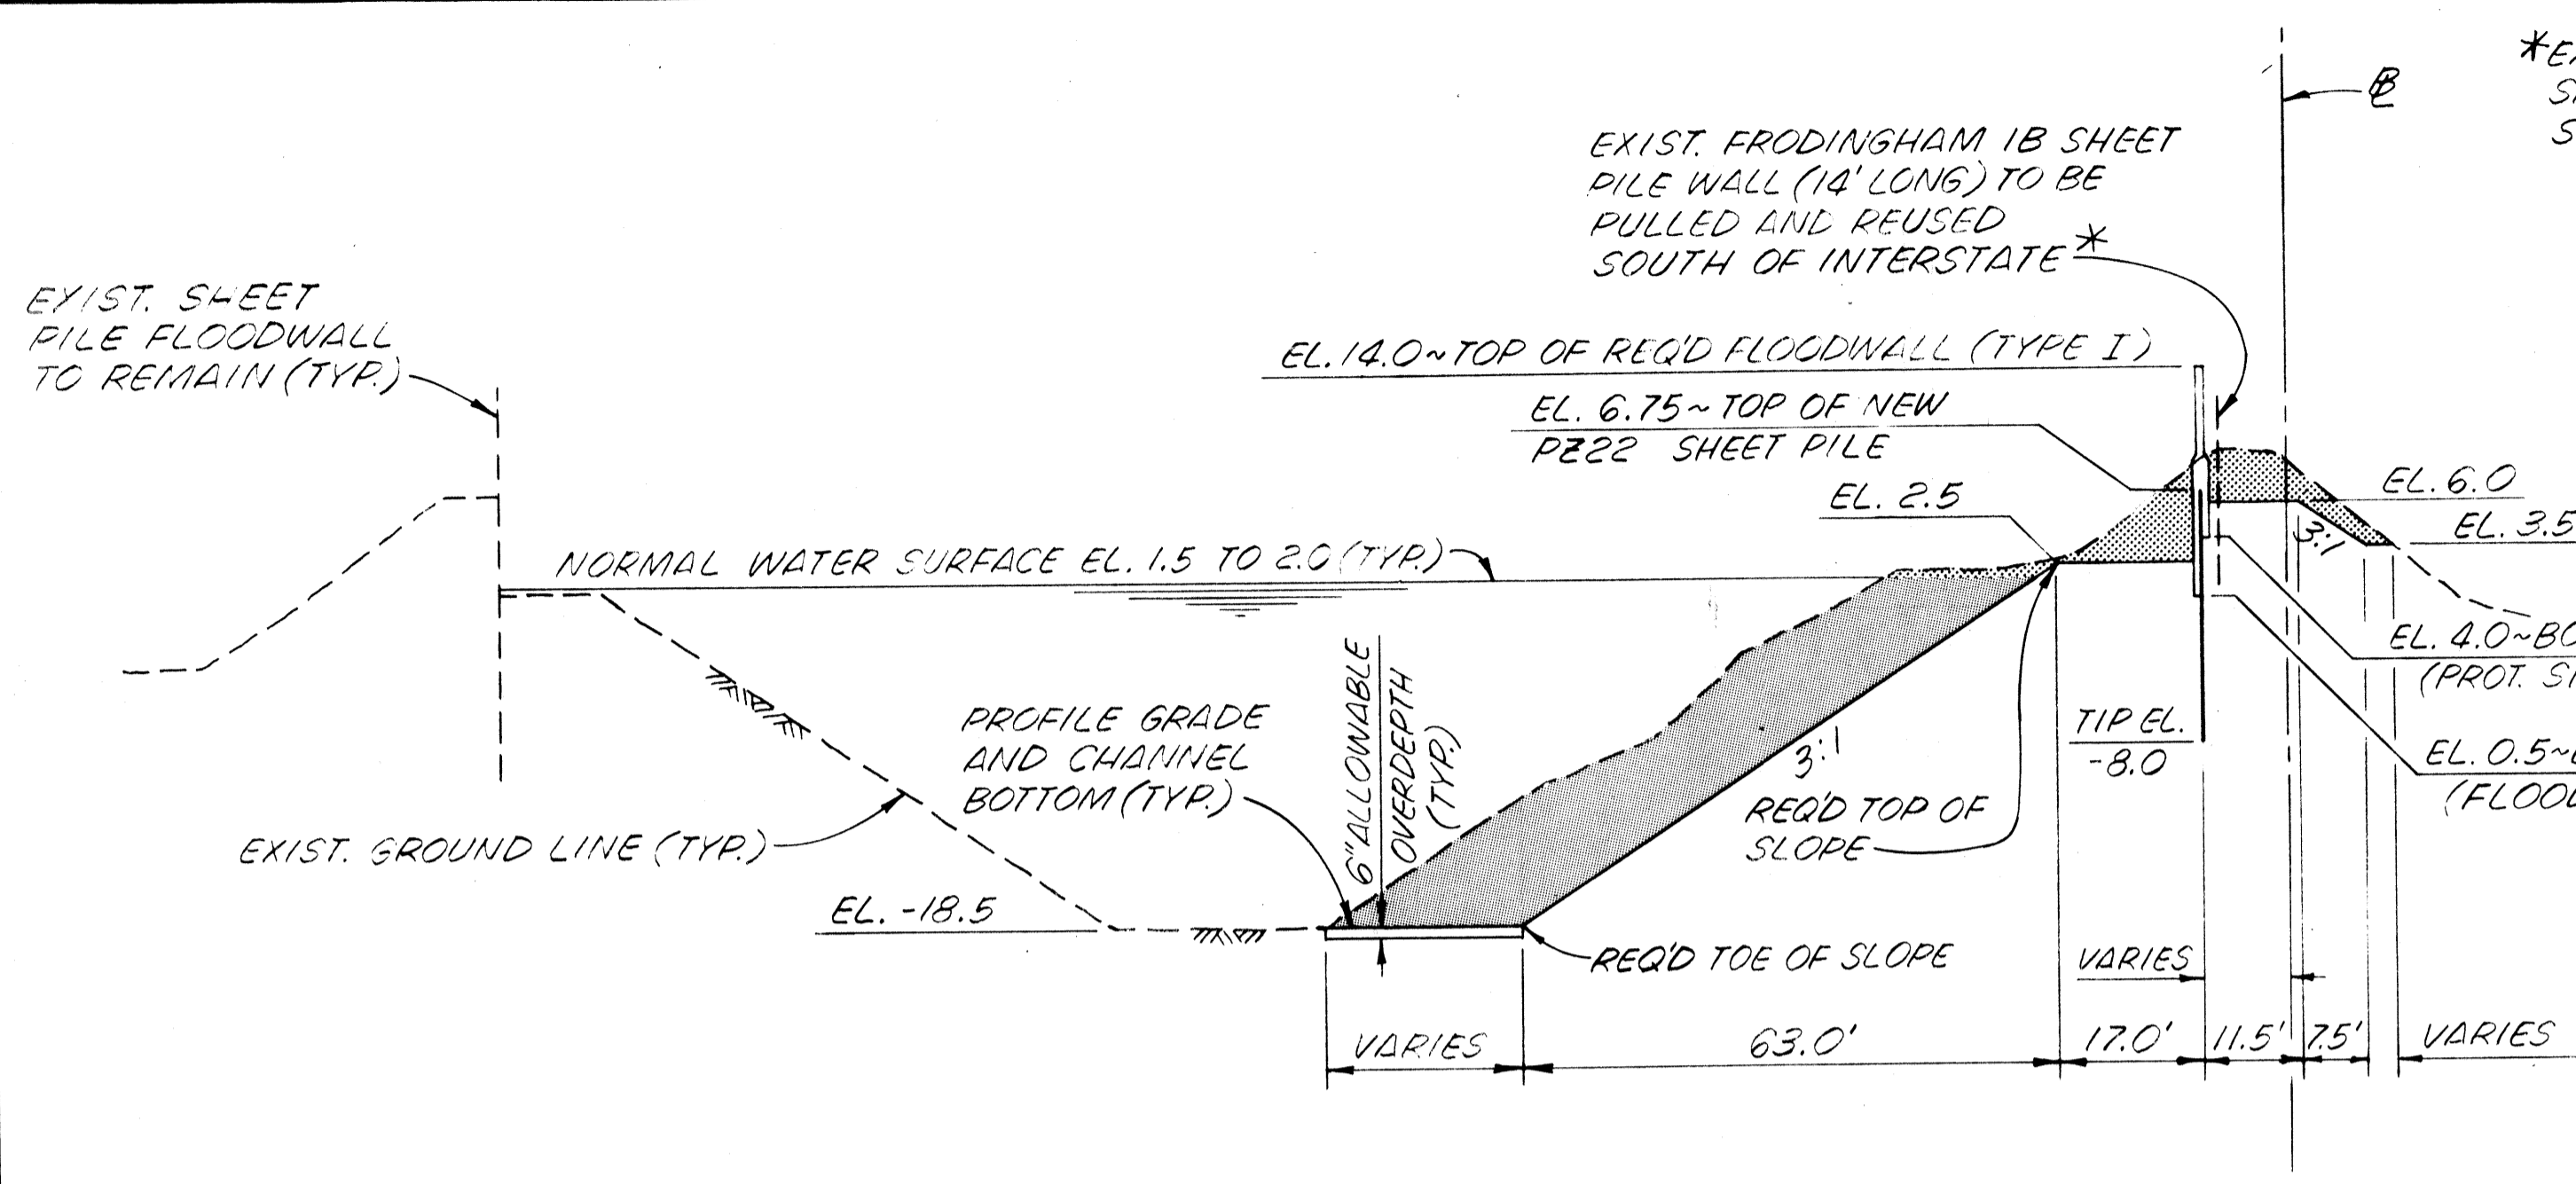 *E
S
S
EXIST. FRODINGHAM 1B SHEET
PILE WALL (14' LONG) TO BE
PULLED AND REUSED
SOUTH OF INTERSTATE*
EXIST. SHEET
PILE FLOODWALL
TO REMAIN (TYP.)
EL. 14.0~TOP OF REQ'D FLOODWALL (TYPE I)
EL. 6.75~TOP OF NEW
PZ22 SHEET PILE
EL. 2.5
EL. 6.0
EL. 3.5
3:1
NORMAL WATER SURFACE EL. 1.5 TO 2.0 (TYP.)
EL. 4.0~BO
(PROT. S
6" ALLOWABLE
OVERDEPTH
(TYP.)
PROFILE GRADE
AND CHANNEL
BOTTOM (TYP.)
3:1
TIP EL.
-8.0
EL. 0.5~
(FLOO
REQ'D TOP OF
SLOPE
EXIST. GROUND LINE (TYP.)
EL. -18.5
REQ'D TOE OF SLOPE
VARIES
VARIES
63.0'
17.0'
11.5'
7.5'
VARIES